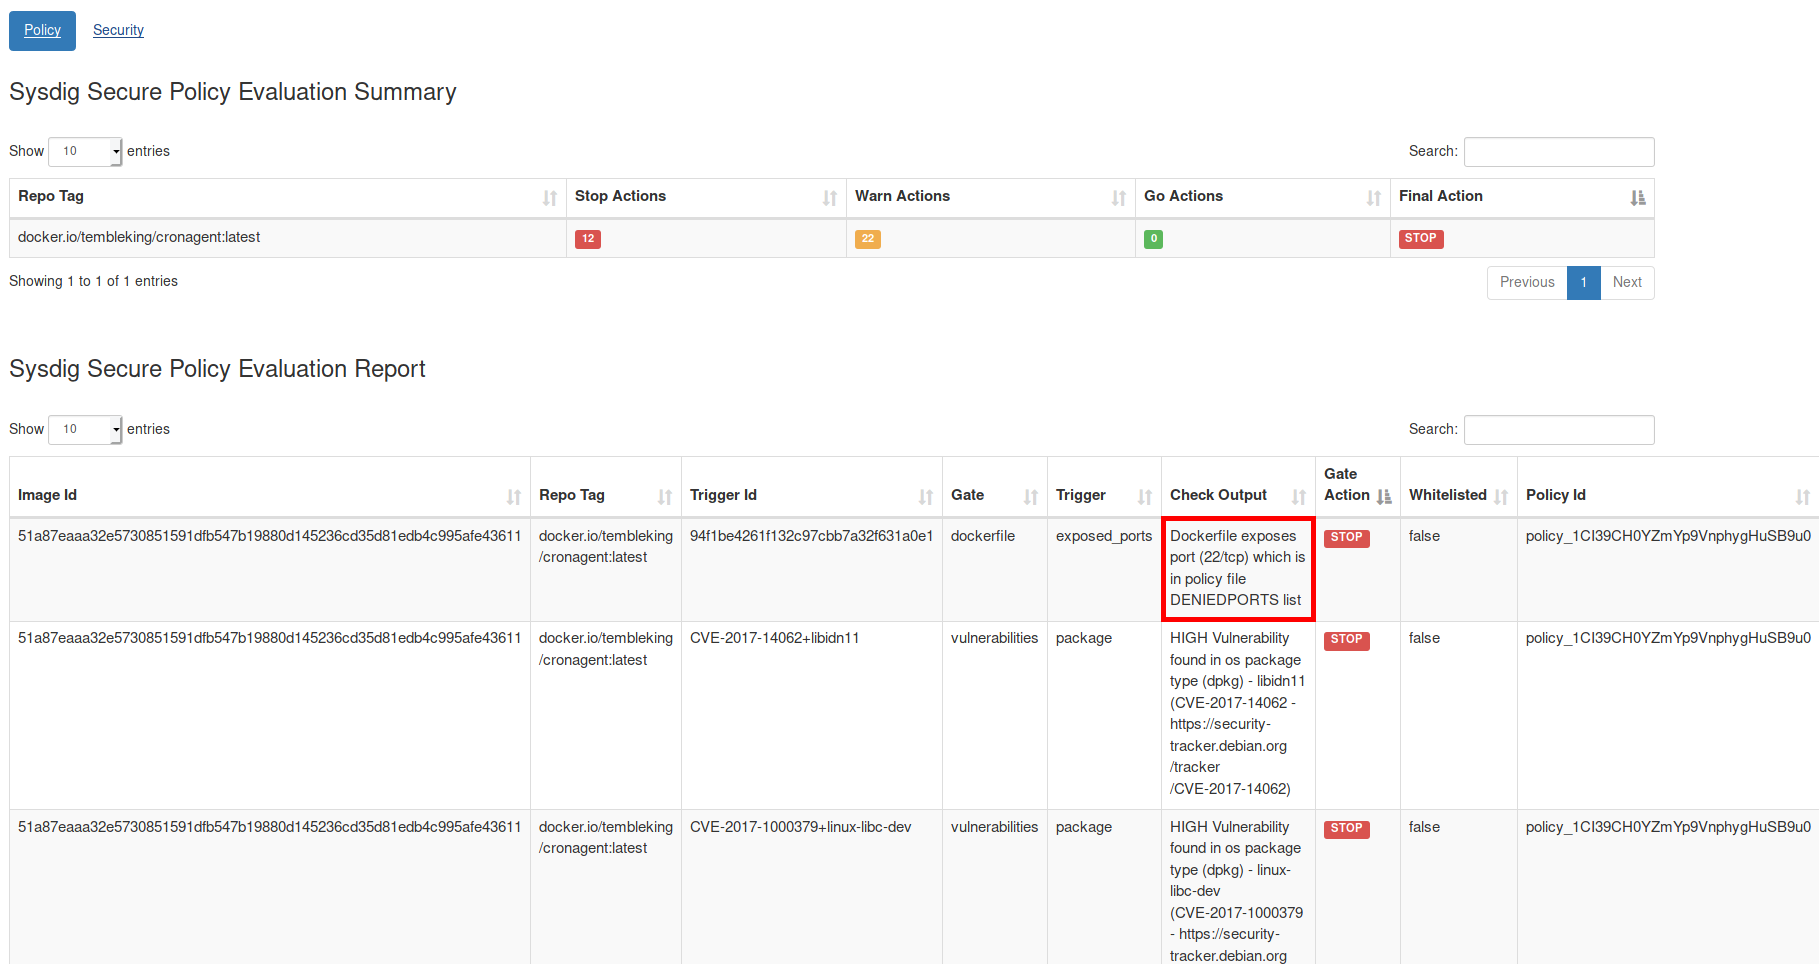 Policy Security
Sysdig Secure Policy Evaluation Summary
Show 10 entries Search:
Repo Tag Stop Actions Warn Actions Go Actions Final Action
docker.io/tembleking/cronagent:latest 12 22 0 STOP
Showing 1 to 1 of 1 entries Previous 1 Next
Sysdig Secure Policy Evaluation Report
Show 10 entries Search:
Image Id Repo Tag Trigger Id Gate Trigger Check Output Gate Action Whitelisted Policy Id
51a87eaaa32e5730851591dfb547b19880d145236cd35d81edb4c995afe43611
docker.io/tembleking
/cronagent:latest
94f1be4261f132c97cbb7a32f631a0e1
dockerfile
exposed_ports
Dockerfile exposes
port (22/tcp) which is
in policy file
DENIEDPORTS list
STOP
false
policy_1CI39CH0YZmYp9VnphygHuSB9u0
51a87eaaa32e5730851591dfb547b19880d145236cd35d81edb4c995afe43611
docker.io/tembleking
/cronagent:latest
CVE-2017-14062+libidn11
vulnerabilities
package
HIGH Vulnerability
found in os package
type (dpkg) - libidn11
(CVE-2017-14062 -
https://security-
tracker.debian.org
/tracker
/CVE-2017-14062)
STOP
false
policy_1CI39CH0YZmYp9VnphygHuSB9u0
51a87eaaa32e5730851591dfb547b19880d145236cd35d81edb4c995afe43611
docker.io/tembleking
/cronagent:latest
CVE-2017-1000379+linux-libc-dev
vulnerabilities
package
HIGH Vulnerability
found in os package
type (dpkg) - linux-
libc-dev
(CVE-2017-1000379
- https://security-
tracker.debian.org
STOP
false
policy_1CI39CH0YZmYp9VnphygHuSB9u0